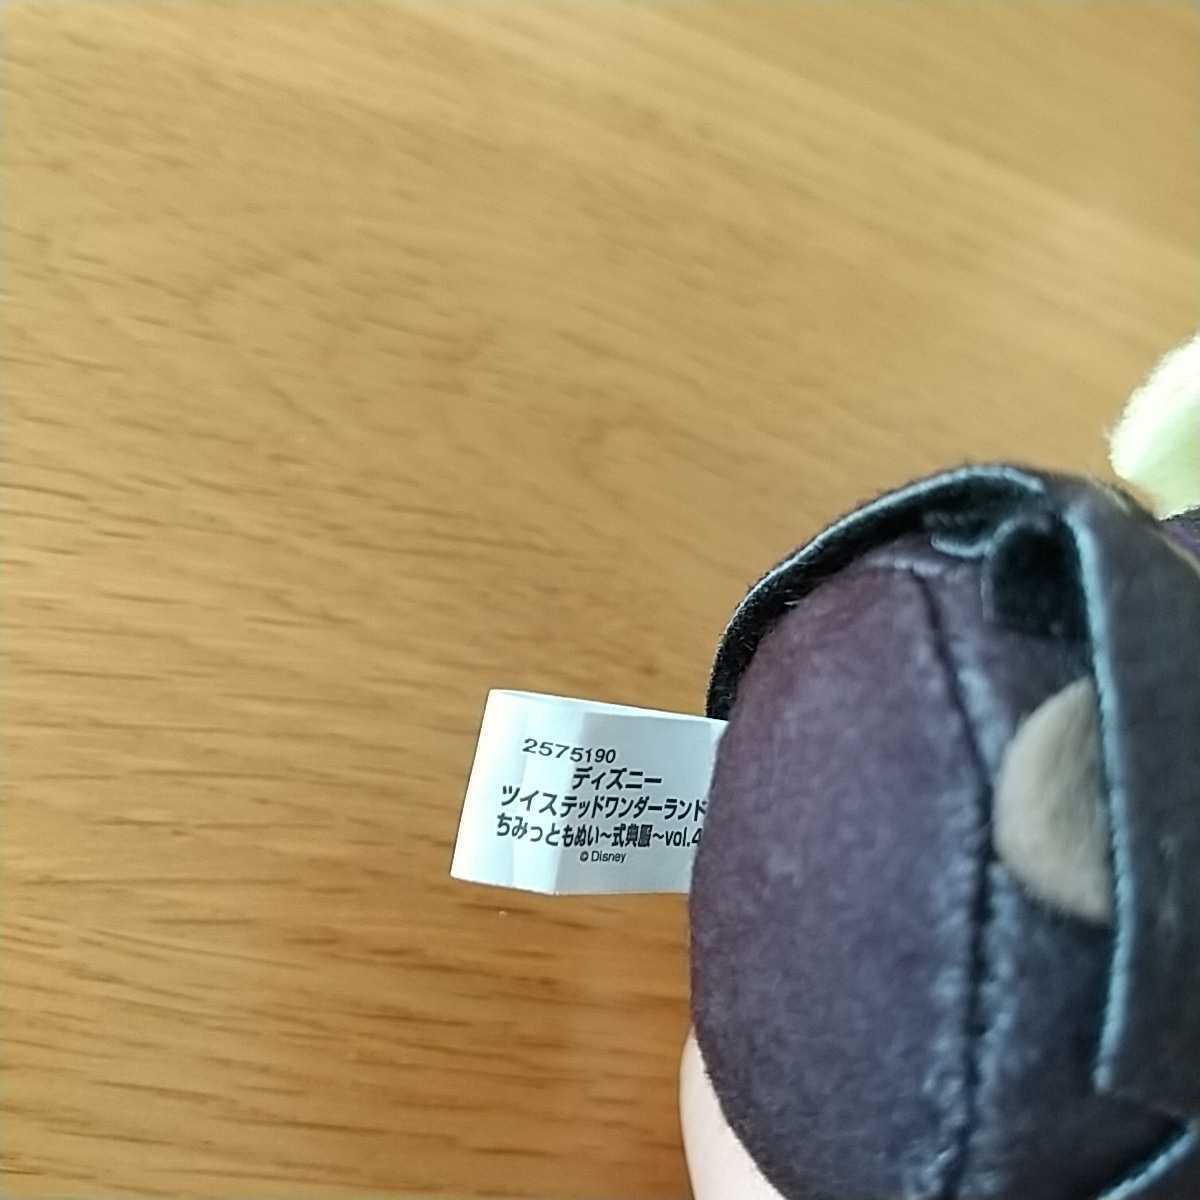 2575190
ディズニー
ツイステッドワンダーランド
ちみっともぬい～式典服～vol.4
© Disney